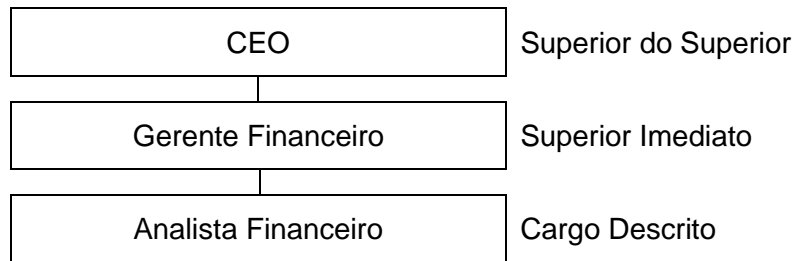 CEO Superior do Superior
Gerente Financeiro Superior Imediato
Analista Financeiro Cargo Descrito